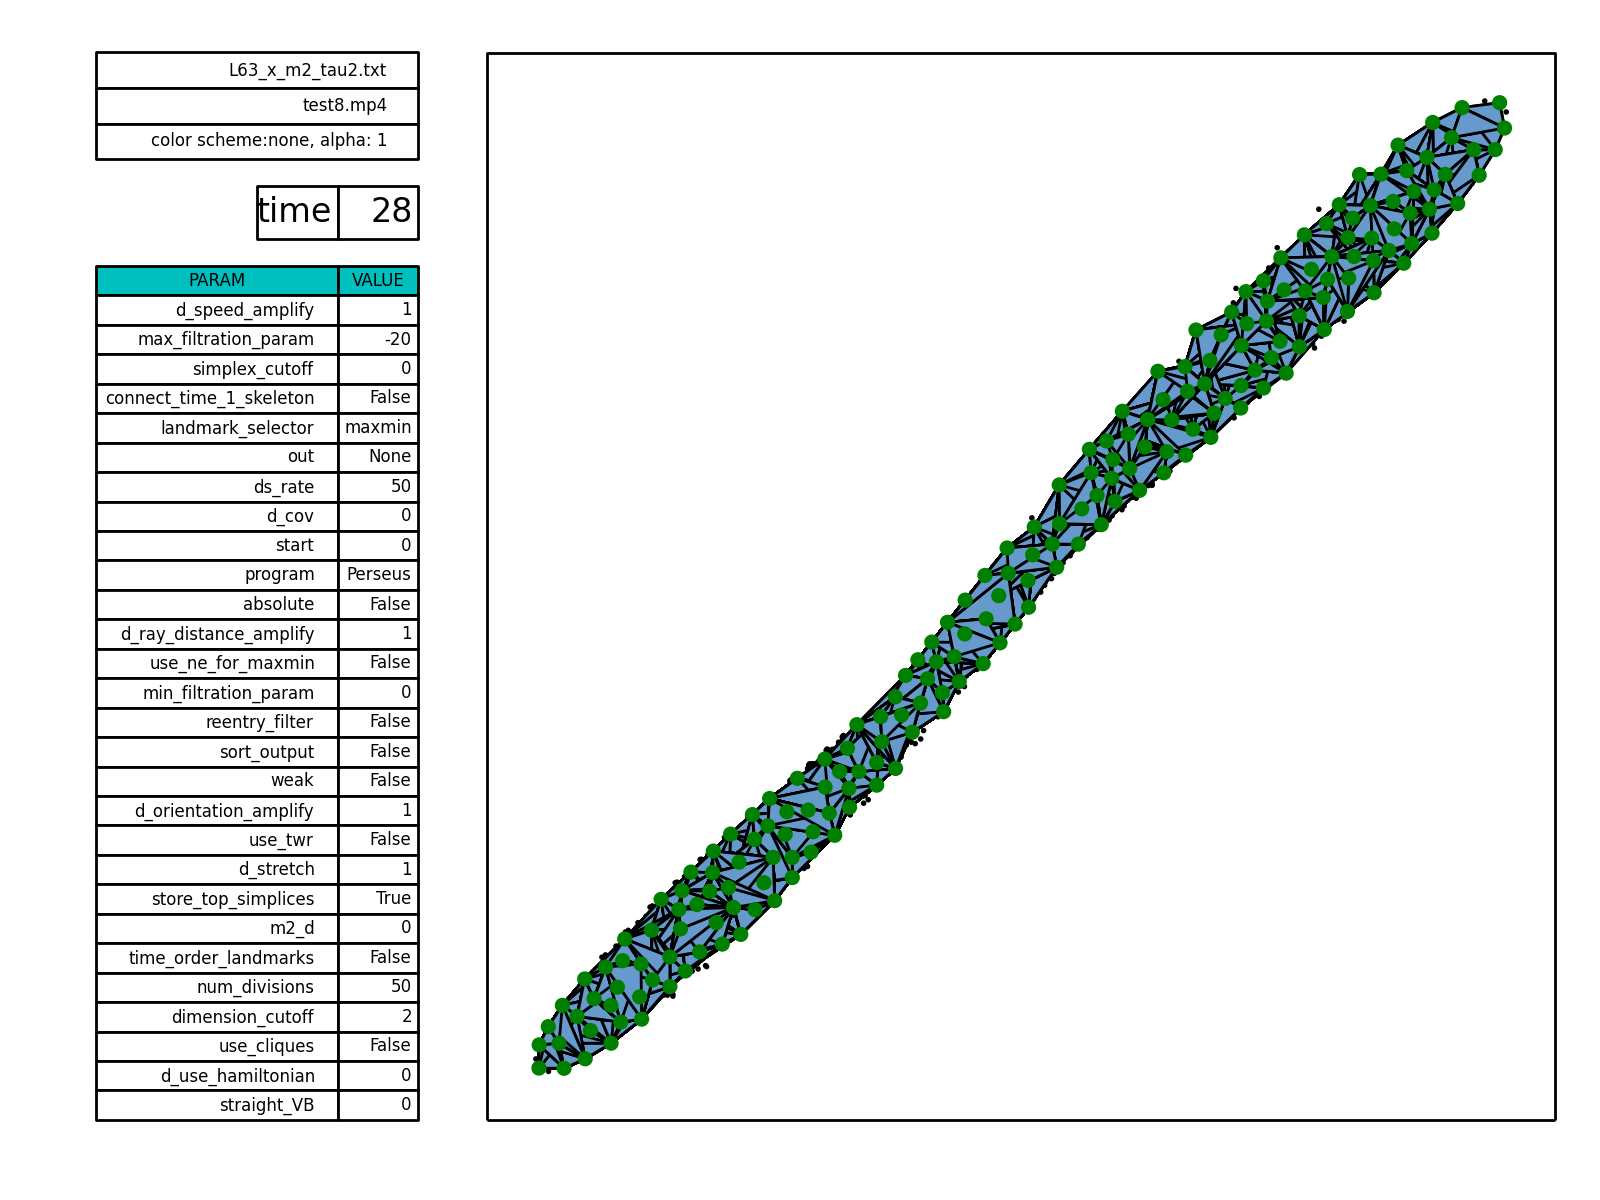 L63_x_m2_tau2.txt
test8.mp4
color scheme:none, alpha: 1
time 28
PARAM VALUE
d_speed_amplify 1
max_filtration_param -20
simplex_cutoff 0
connect_time_1_skeleton False
landmark_selector maxmin
out None
ds_rate 50
d_cov 0
start 0
program Perseus
absolute False
d_ray_distance_amplify 1
use_ne_for_maxmin False
min_filtration_param 0
reentry_filter False
sort_output False
weak False
d_orientation_amplify 1
use_twr False
d_stretch 1
store_top_simplices True
m2_d 0
time_order_landmarks False
num_divisions 50
dimension_cutoff 2
use_cliques False
d_use_hamiltonian 0
straight_VB 0